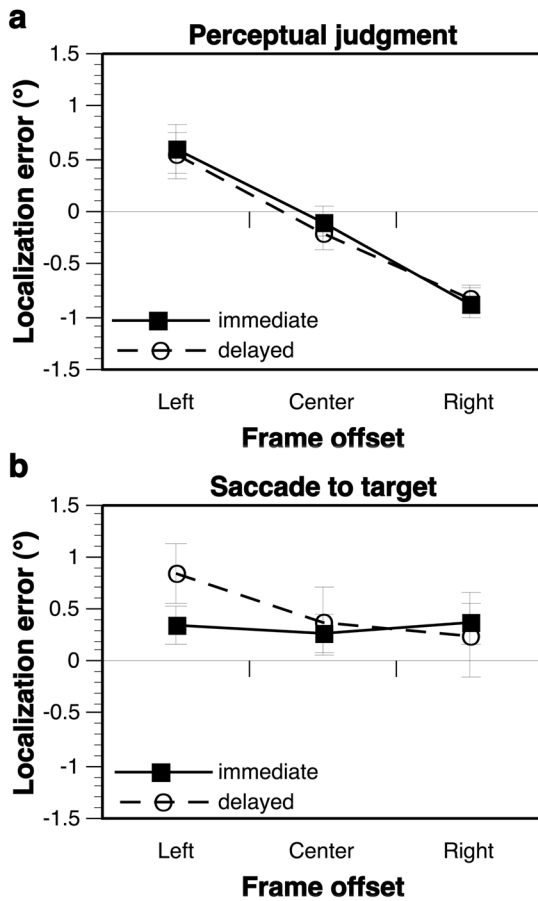 a
Perceptual judgment
Localization error (°)
1.5
1
0.5
0
-0.5
-1
-1.5
immediate
delayed
Left Center Right
Frame offset
b
Saccade to target
Localization error (°)
1.5
1
0.5
0
-0.5
-1
-1.5
immediate
delayed
Left Center Right
Frame offset